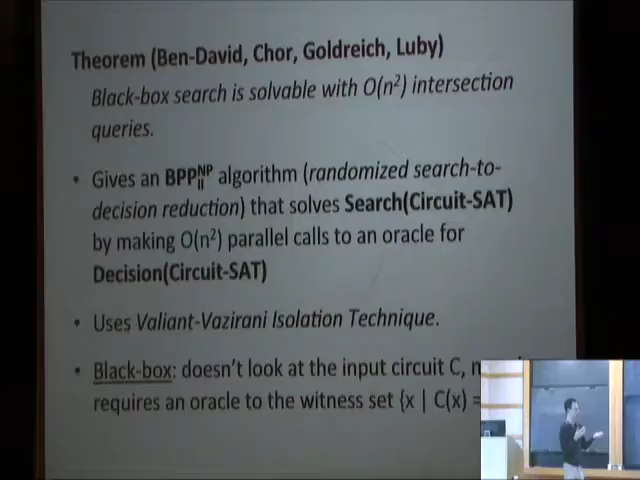 Theorem (Ben-David, Chor, Goldreich, Luby)
Black-box search is solvable with O(n²) intersection
queries.
• Gives an BPP^NP_|| algorithm (randomized search-to-
decision reduction) that solves Search(Circuit-SAT)
by making O(n²) parallel calls to an oracle for
Decision(Circuit-SAT)
• Uses Valiant-Vazirani Isolation Technique.
• Black-box: doesn't look at the input circuit C,
requires an oracle to the witness set {x | C(x) =